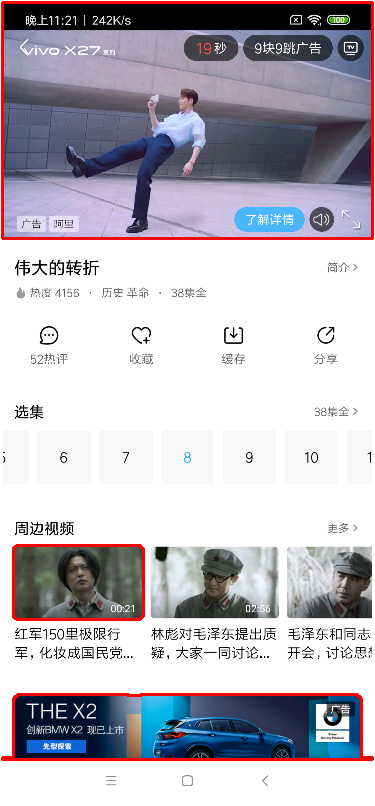 晚上11:21 | 242K/s
100
vivo X27 系列
19秒
9块9跳广告
TV
广告 阿里
了解详情
伟大的转折
简介
热度 4156 · 历史 革命 · 38集全
52热评
收藏
缓存
分享
选集
38集全
5 6 7 8 9 10 1
周边视频
更多
00:21
02:56
红军150里极限行
军，化妆成国民党...
林彪对毛泽东提出质
疑，大家一同讨论...
毛泽东和同志
开会，讨论思想
THE X2
创新BMW X2 现已上市
先型探索
广告